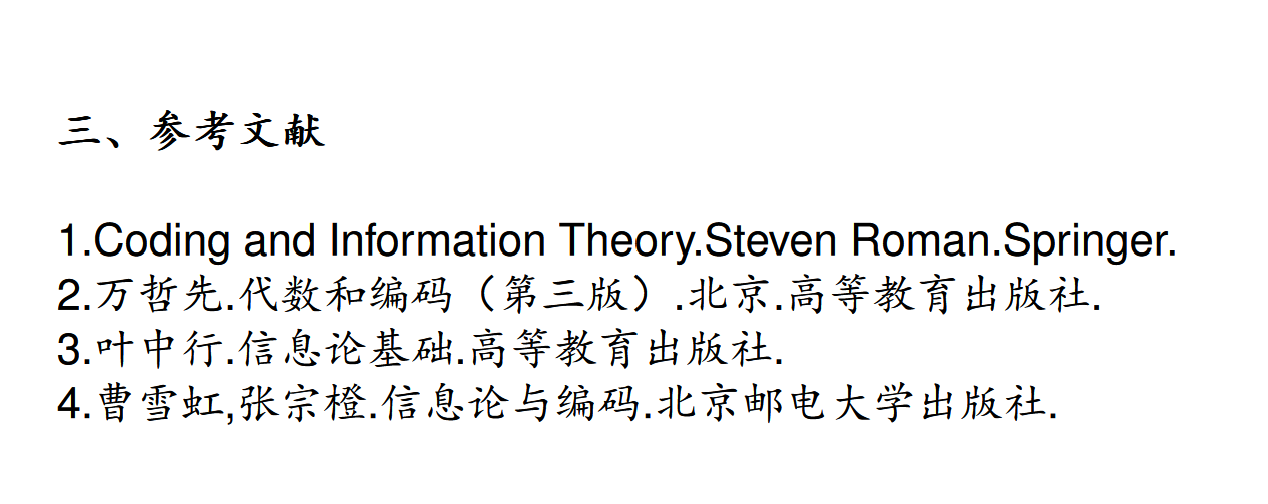 三、参考文献
1.Coding and Information Theory.Steven Roman.Springer.
2.万哲先.代数和编码（第三版）.北京.高等教育出版社.
3.叶中行.信息论基础.高等教育出版社.
4.曹雪虹,张宗橙.信息论与编码.北京邮电大学出版社.